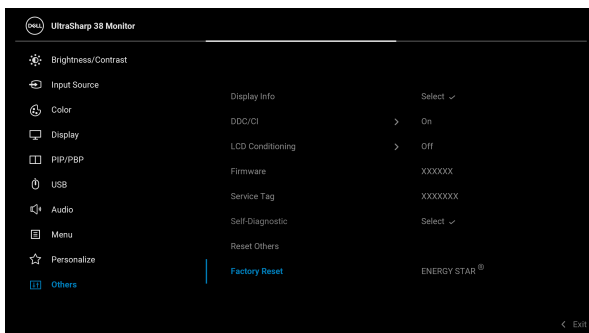 DELL UltraSharp 38 Monitor
Brightness/Contrast
Input Source
Color
Display
PIP/PBP
USB
Audio
Menu
Personalize
Others
Display Info Select ✓
DDC/CI > On
LCD Conditioning > Off
Firmware XXXXXX
Service Tag XXXXXXX
Self-Diagnostic Select ✓
Reset Others
Factory Reset ENERGY STAR®
< Exit